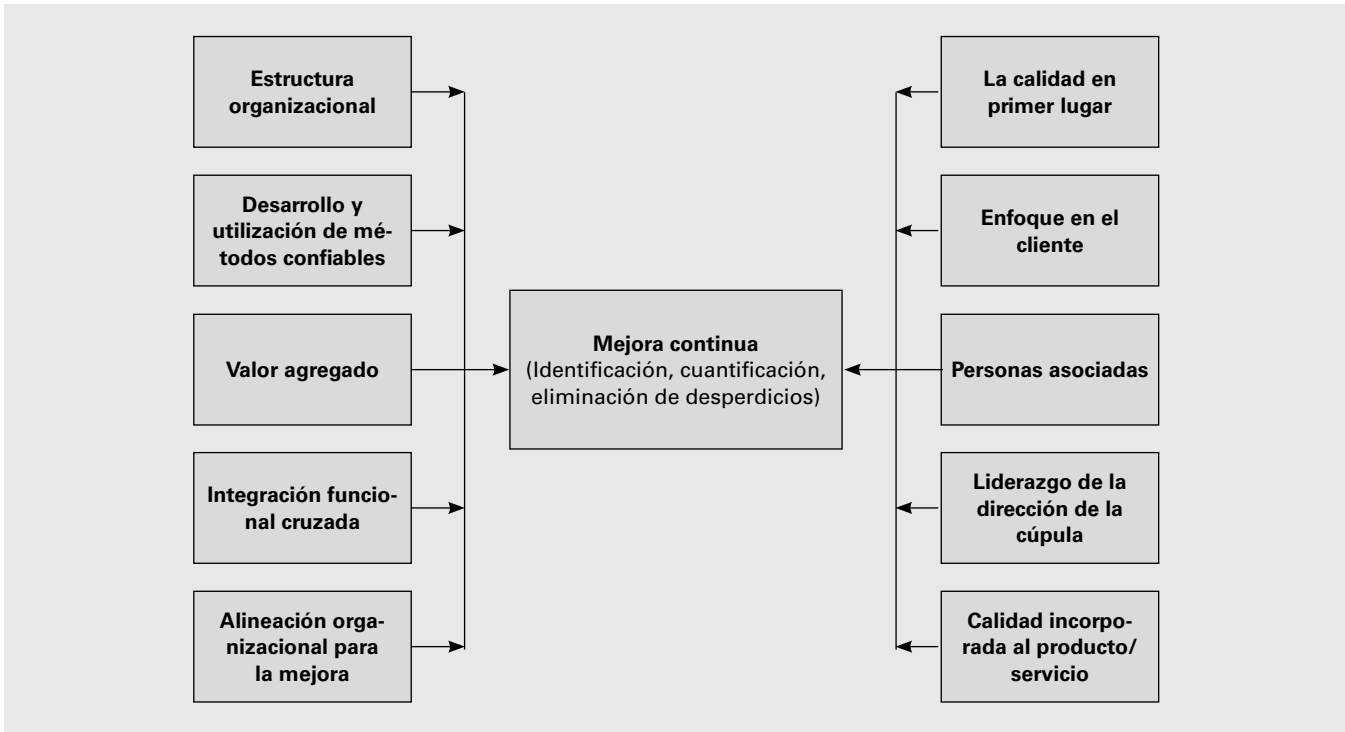 Estructura
organizacional
Desarrollo y
utilización de mé-
todos confiables
Valor agregado
Integración funcio-
nal cruzada
Alineación orga-
nizacional para
la mejora
Mejora continua
(Identificación, cuantificación,
eliminación de desperdicios)
La calidad en
primer lugar
Enfoque en el
cliente
Personas asociadas
Liderazgo de la
dirección de la
cúpula
Calidad incorpo-
rada al producto/
servicio